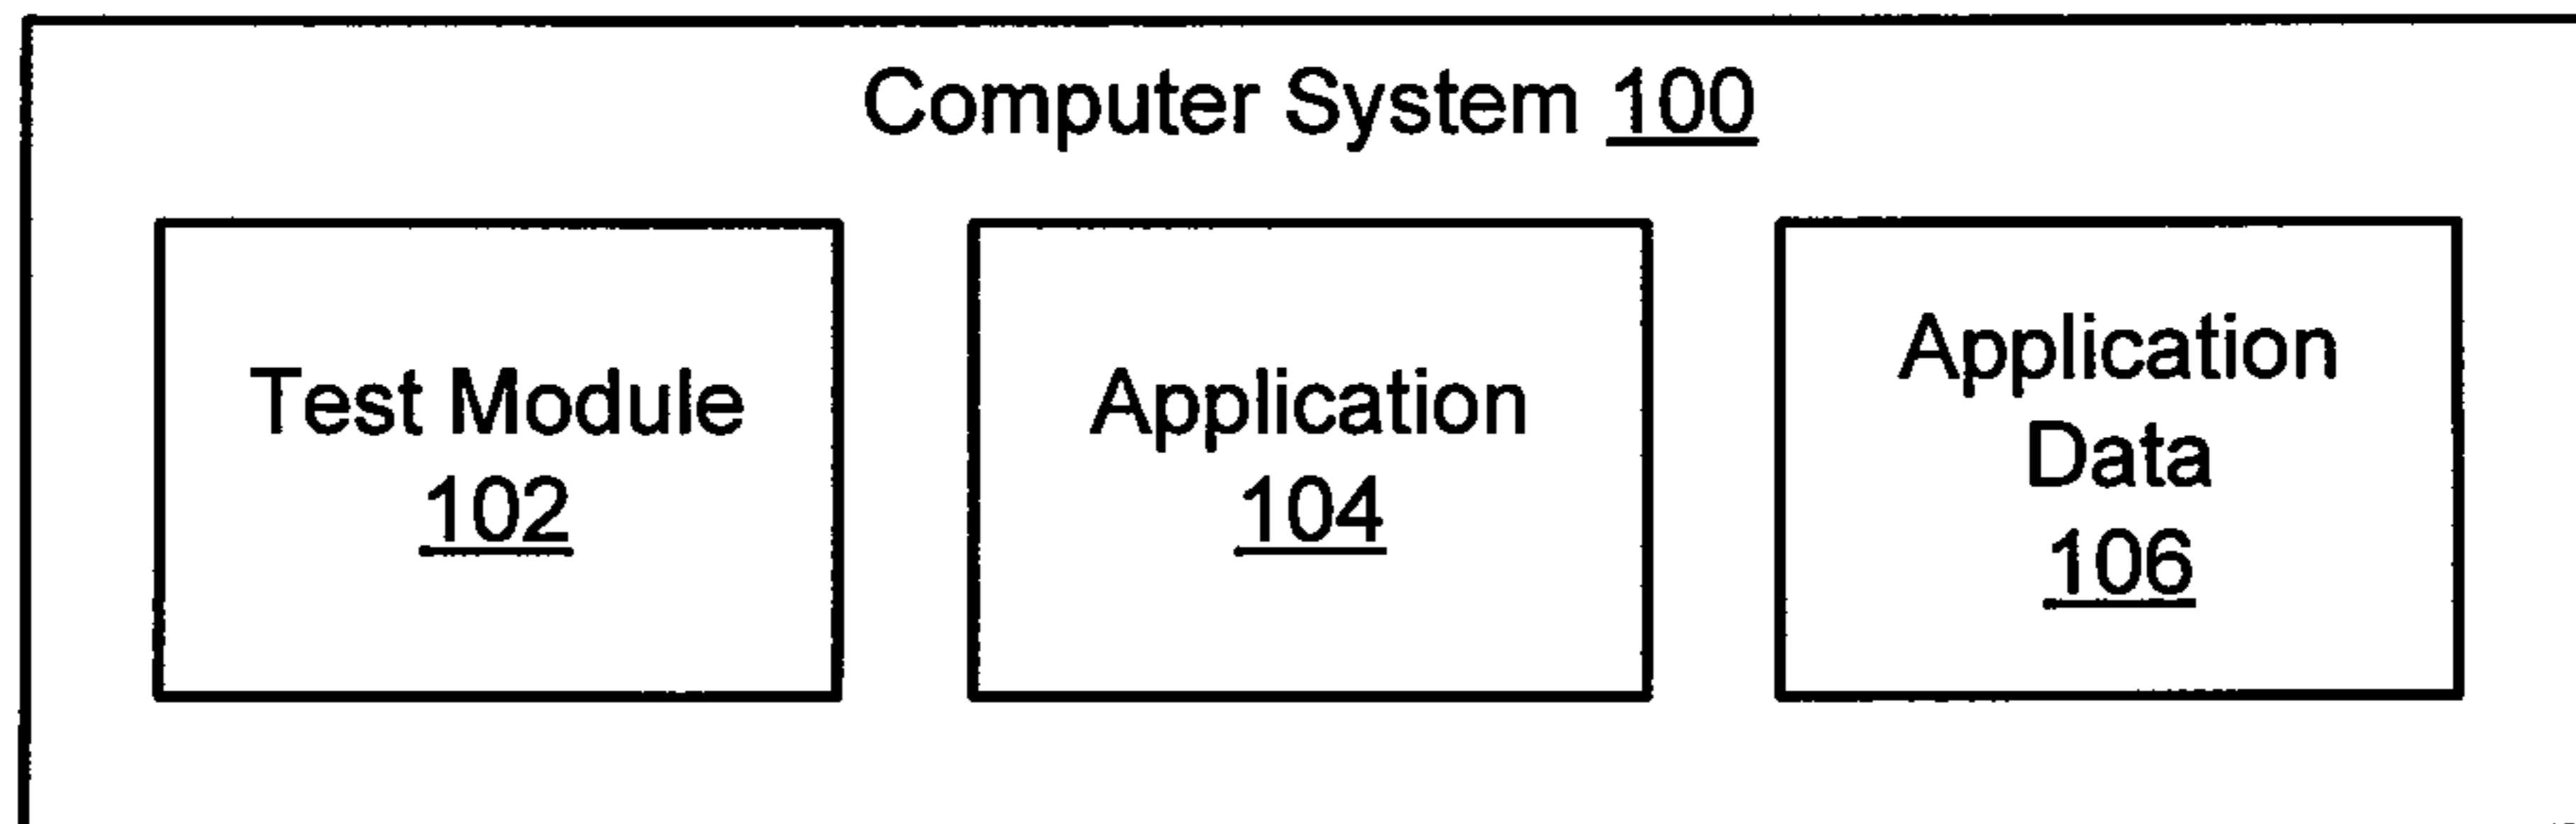 Computer System 100
Test Module
102
Application
104
Application
Data
106